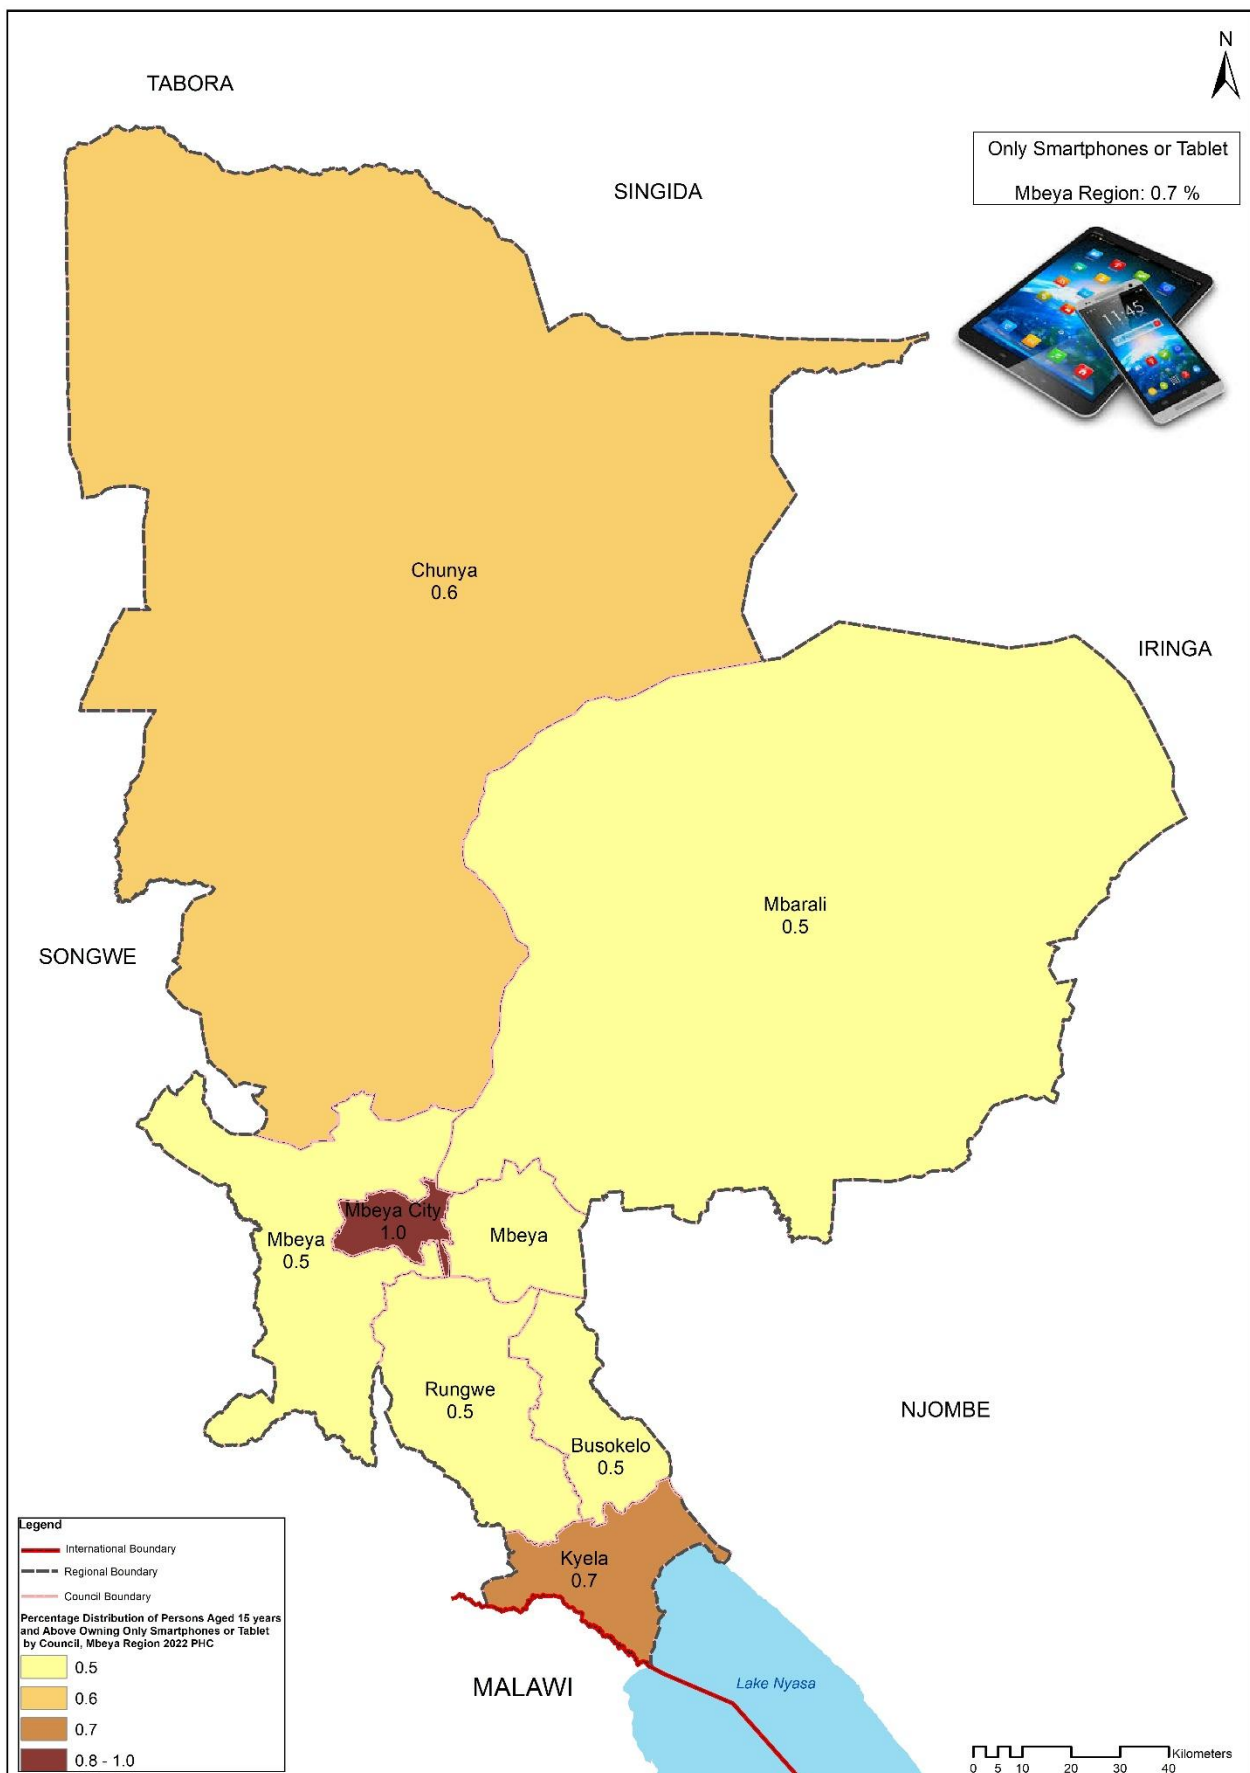 N
TABORA
Only Smartphones or Tablet
Mbeya Region: 0.7 %
SINGIDA
11:45
Chunya
0.6
IRINGA
Mbarali
0.5
SONGWE
Mbeya City
1.0
Mbeya
0.5
Mbeya
Rungwe
0.5
NJOMBE
Busokelo
0.5
Kyela
0.7
MALAWI
Lake Nyasa
Legend
International Boundary
Regional Boundary
Council Boundary
Percentage Distribution of Persons Aged 15 years
and Above Owning Only Smartphones or Tablet
by Council, Mbeya Region 2022 PHC
0.5
0.6
0.7
0.8 - 1.0
Kilometers
0 5 10 20 30 40